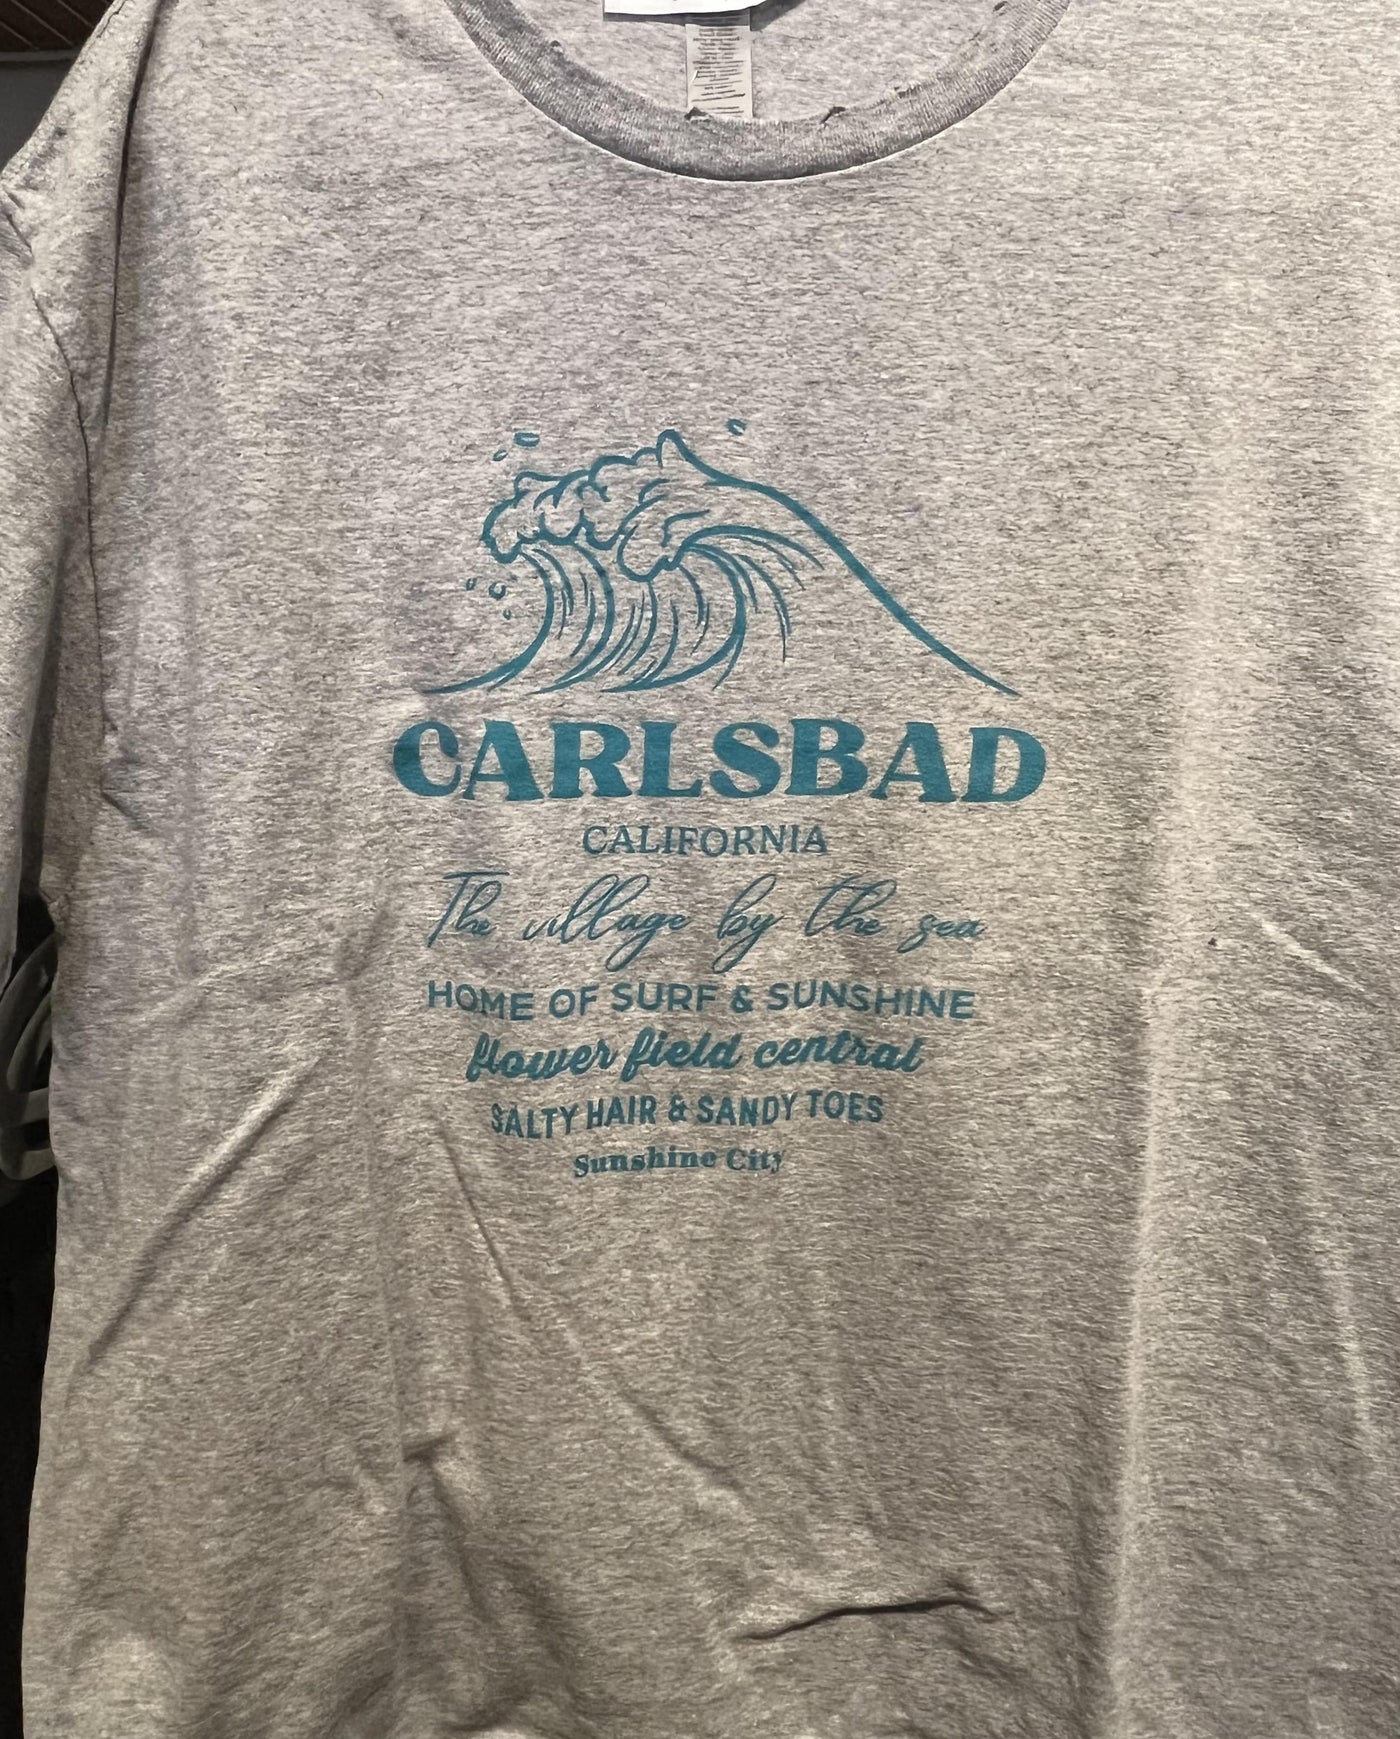 CARLSBAD
CALIFORNIA
The village by the sea
HOME OF SURF & SUNSHINE
flower field central
SALTY HAIR & SANDY TOES
Sunshine City